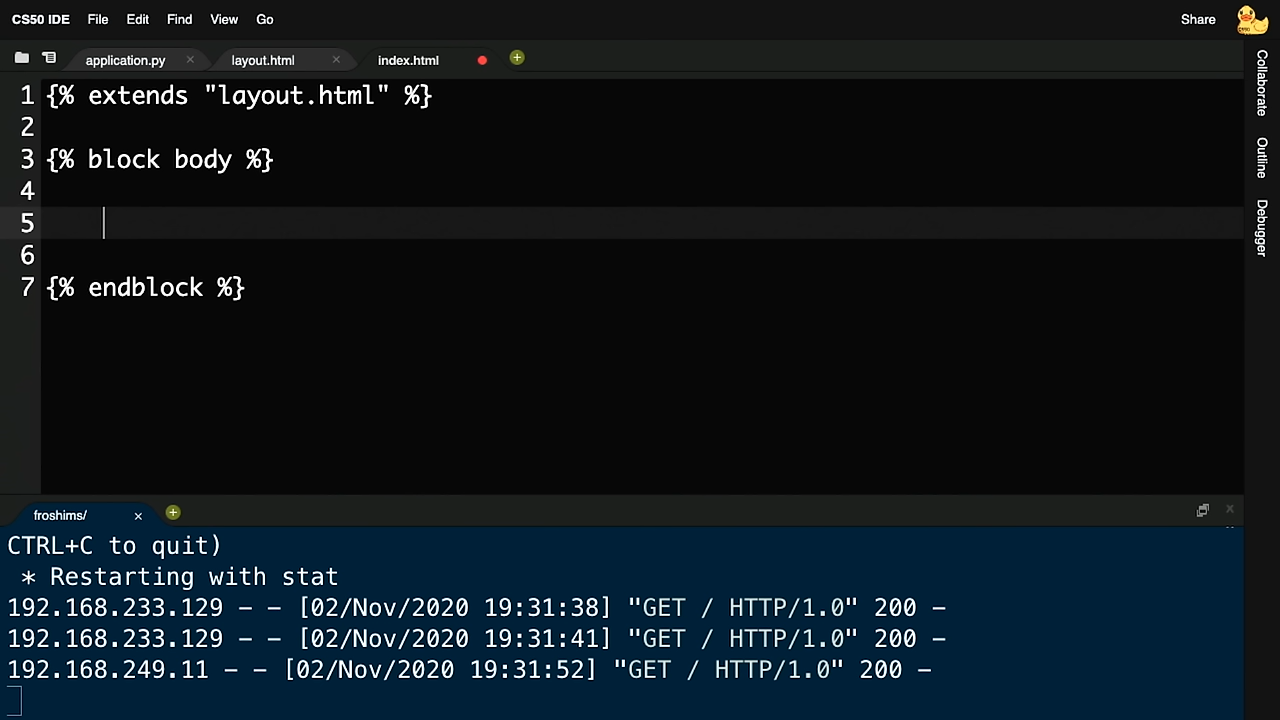 CS50 IDE File Edit Find View Go Share
application.py layout.html index.html
Collaborate
Outline
Debugger
1 {% extends "layout.html" %}
2
3 {% block body %}
4
5
6
7 {% endblock %}
froshims/
CTRL+C to quit)
* Restarting with stat
192.168.233.129 - - [02/Nov/2020 19:31:38] "GET / HTTP/1.0" 200 -
192.168.233.129 - - [02/Nov/2020 19:31:41] "GET / HTTP/1.0" 200 -
192.168.249.11 - - [02/Nov/2020 19:31:52] "GET / HTTP/1.0" 200 -